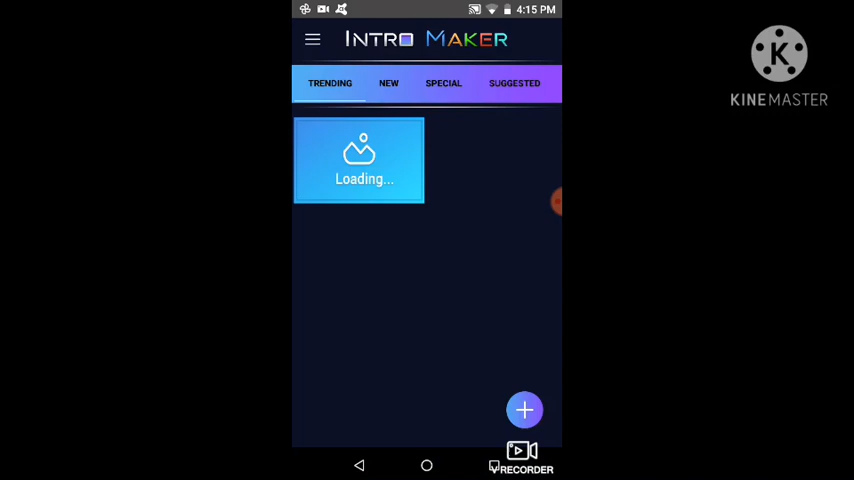 4:15 PM
INTRO MAKER
TRENDING NEW SPECIAL SUGGESTED
Loading...
K
KINEMASTER
V RECORDER